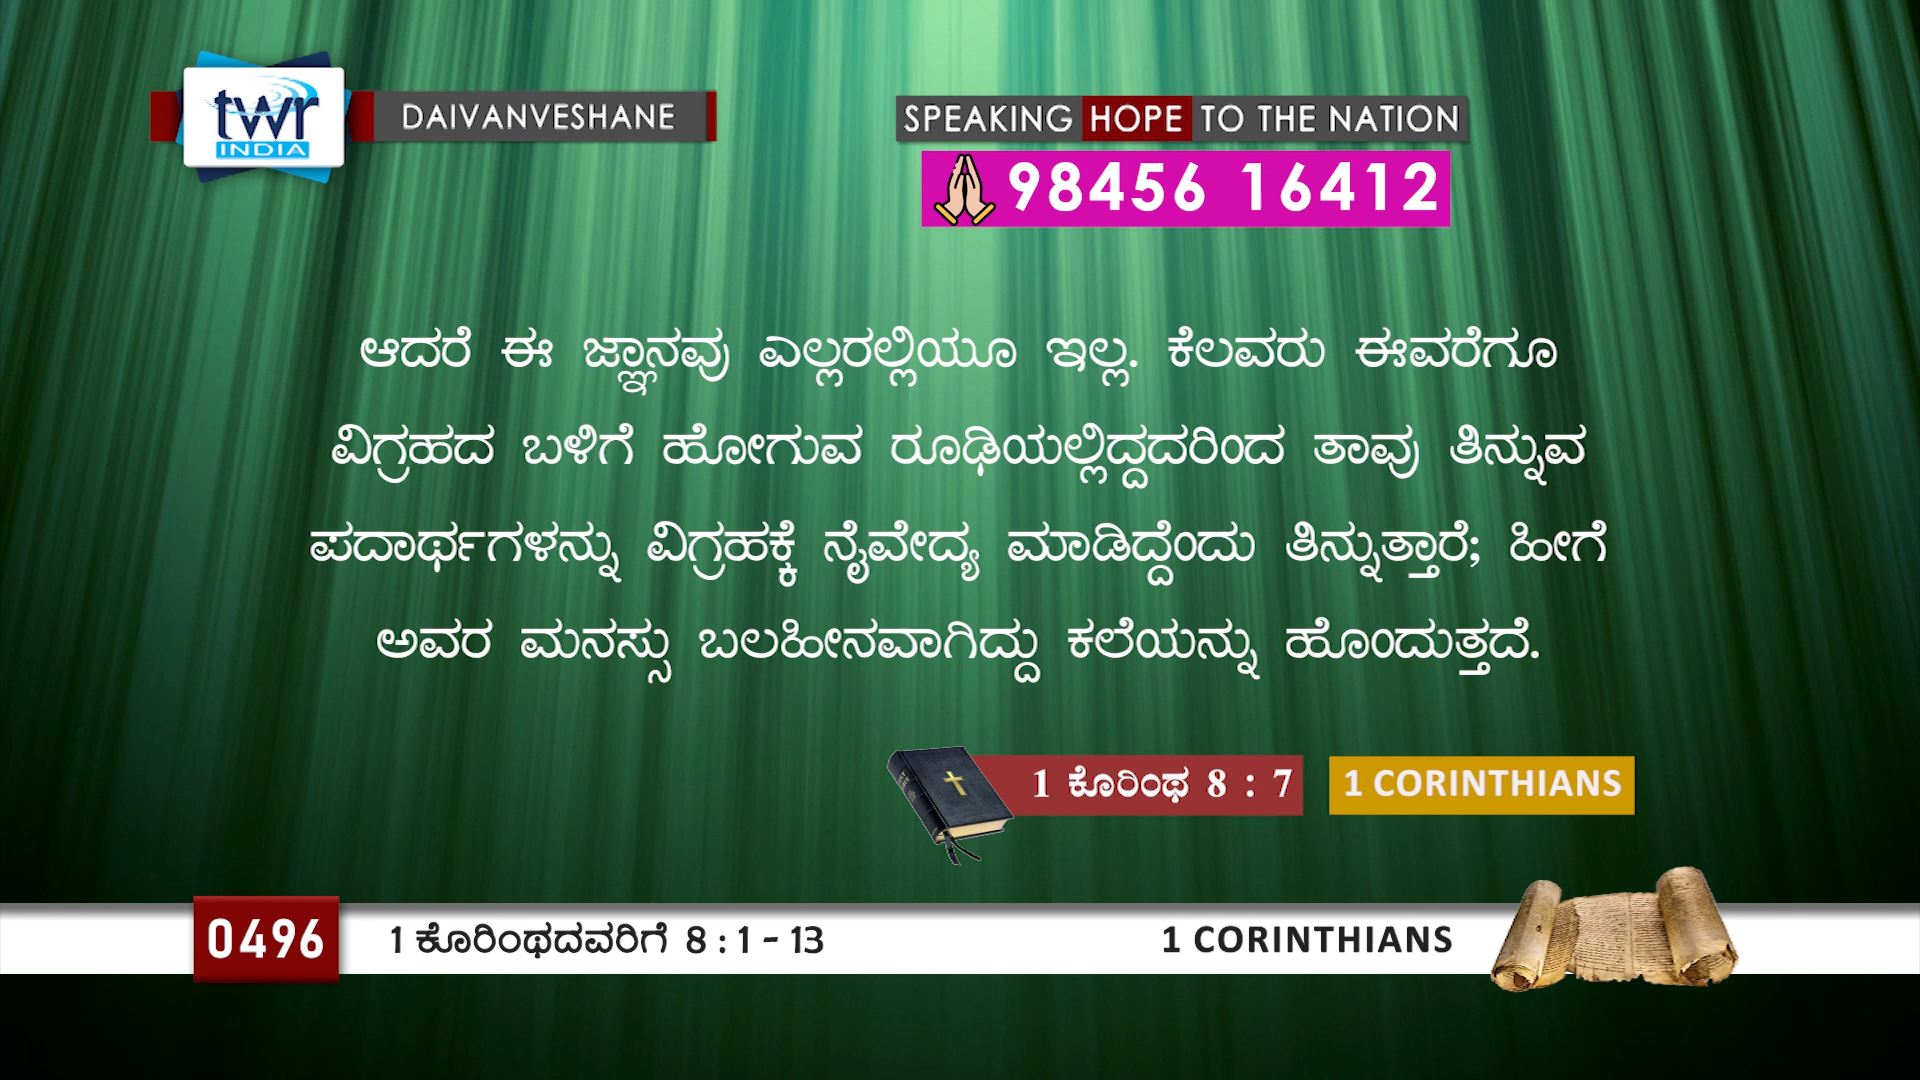 twr
INDIA
DAIVANVESHANE
SPEAKING HOPE TO THE NATION
98456 16412
ಆದರೆ ಈ ಜ್ಞಾನವು ಎಲ್ಲರಲ್ಲಿಯೂ ಇಲ್ಲ. ಕೆಲವರು ಈವರೆಗೂ
ವಿಗ್ರಹದ ಬಳಿಗೆ ಹೋಗುವ ರೂಢಿಯಲ್ಲಿದ್ದದರಿಂದ ತಾವು ತಿನ್ನುವ
ಪದಾರ್ಥಗಳನ್ನು ವಿಗ್ರಹಕ್ಕೆ ನೈವೇದ್ಯ ಮಾಡಿದ್ದೆಂದು ತಿನ್ನುತ್ತಾರೆ; ಹೀಗೆ
ಅವರ ಮನಸ್ಸು ಬಲಹೀನವಾಗಿದ್ದು ಕಲೆಯನ್ನು ಹೊಂದುತ್ತದೆ.
1 ಕೊರಿಂಥ 8 : 7
1 CORINTHIANS
0496
1 ಕೊರಿಂಥದವರಿಗೆ 8 : 1 - 13
1 CORINTHIANS